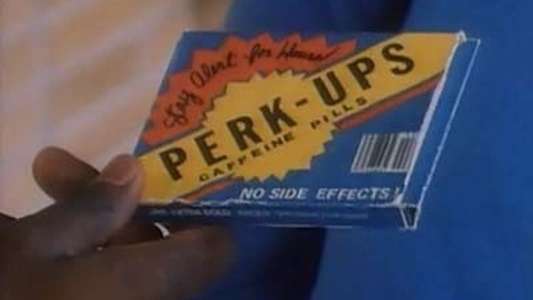 Stay Alert for Hours!
PERK-UPS
CAFFEINE PILLS
NO SIDE EFFECTS!